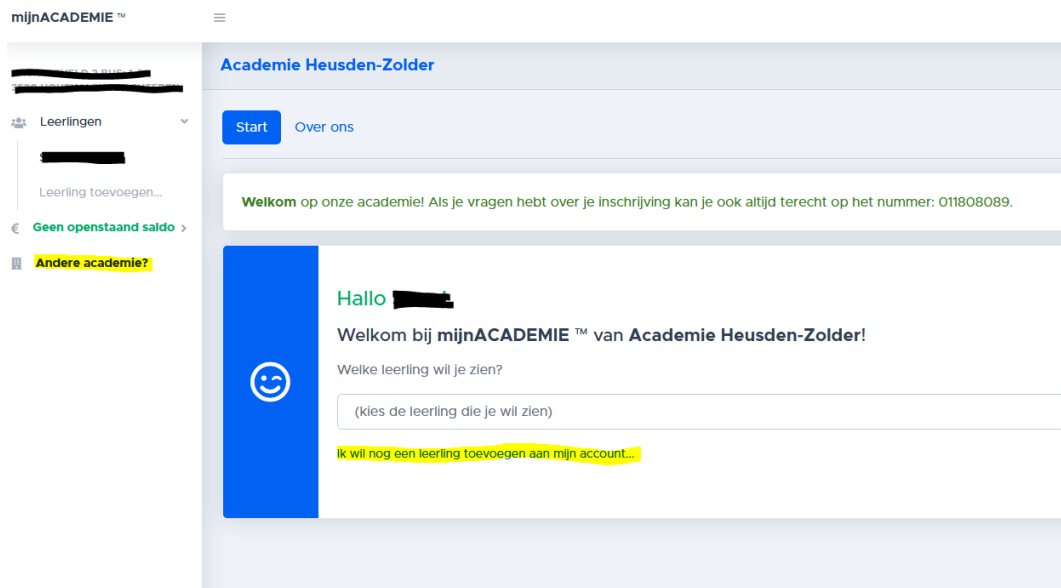 mijnACADEMIE ™
Academie Heusden-Zolder
Leerlingen
Leerling toevoegen...
€ Geen openstaand saldo
Andere academie?
Start Over ons
Welkom op onze academie! Als je vragen hebt over je inschrijving kan je ook altijd terecht op het nummer: 011808089.
Hallo
Welkom bij mijnACADEMIE ™ van Academie Heusden-Zolder!
Welke leerling wil je zien?
(kies de leerling die je wil zien)
Ik wil nog een leerling toevoegen aan mijn account...